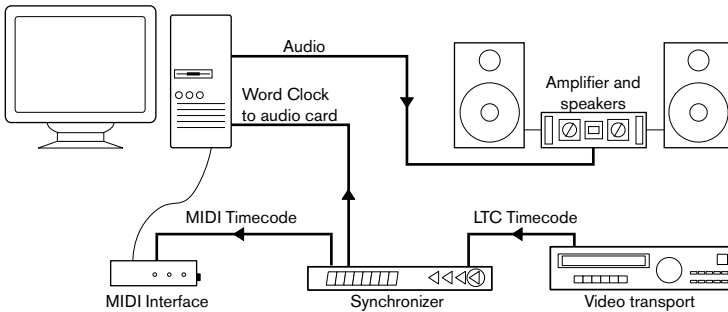 Audio
Amplifier and
speakers
Word Clock
to audio card
MIDI Timecode
LTC Timecode
MIDI Interface
Synchronizer
Video transport